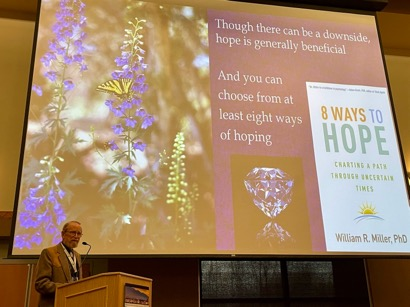 Though there can be a downside,
hope is generally beneficial
And you can
choose from at
least eight ways
of hoping
8 WAYS TO
HOPE
CHARTING A PATH
THROUGH UNCERTAIN
TIMES
William R. Miller, PhD